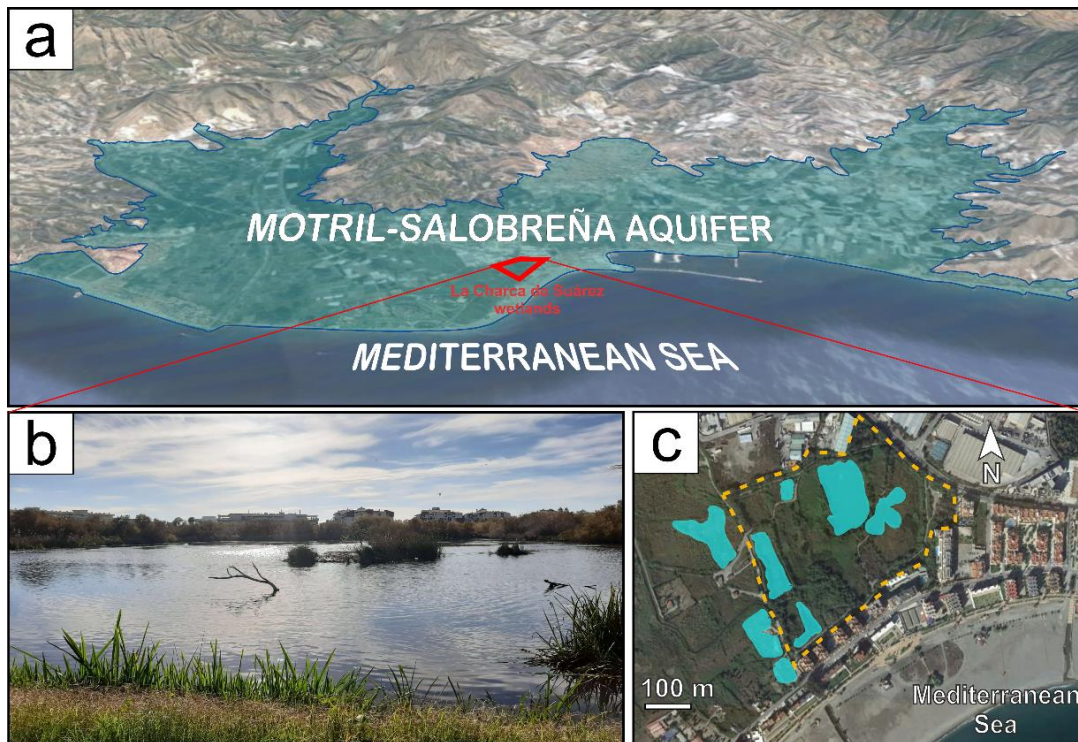 a
MOTRIL-SALOBREÑA AQUIFER
La Charca de Suárez
wetlands
MEDITERRANEAN SEA
b
c
N
100 m
Mediterranean
Sea